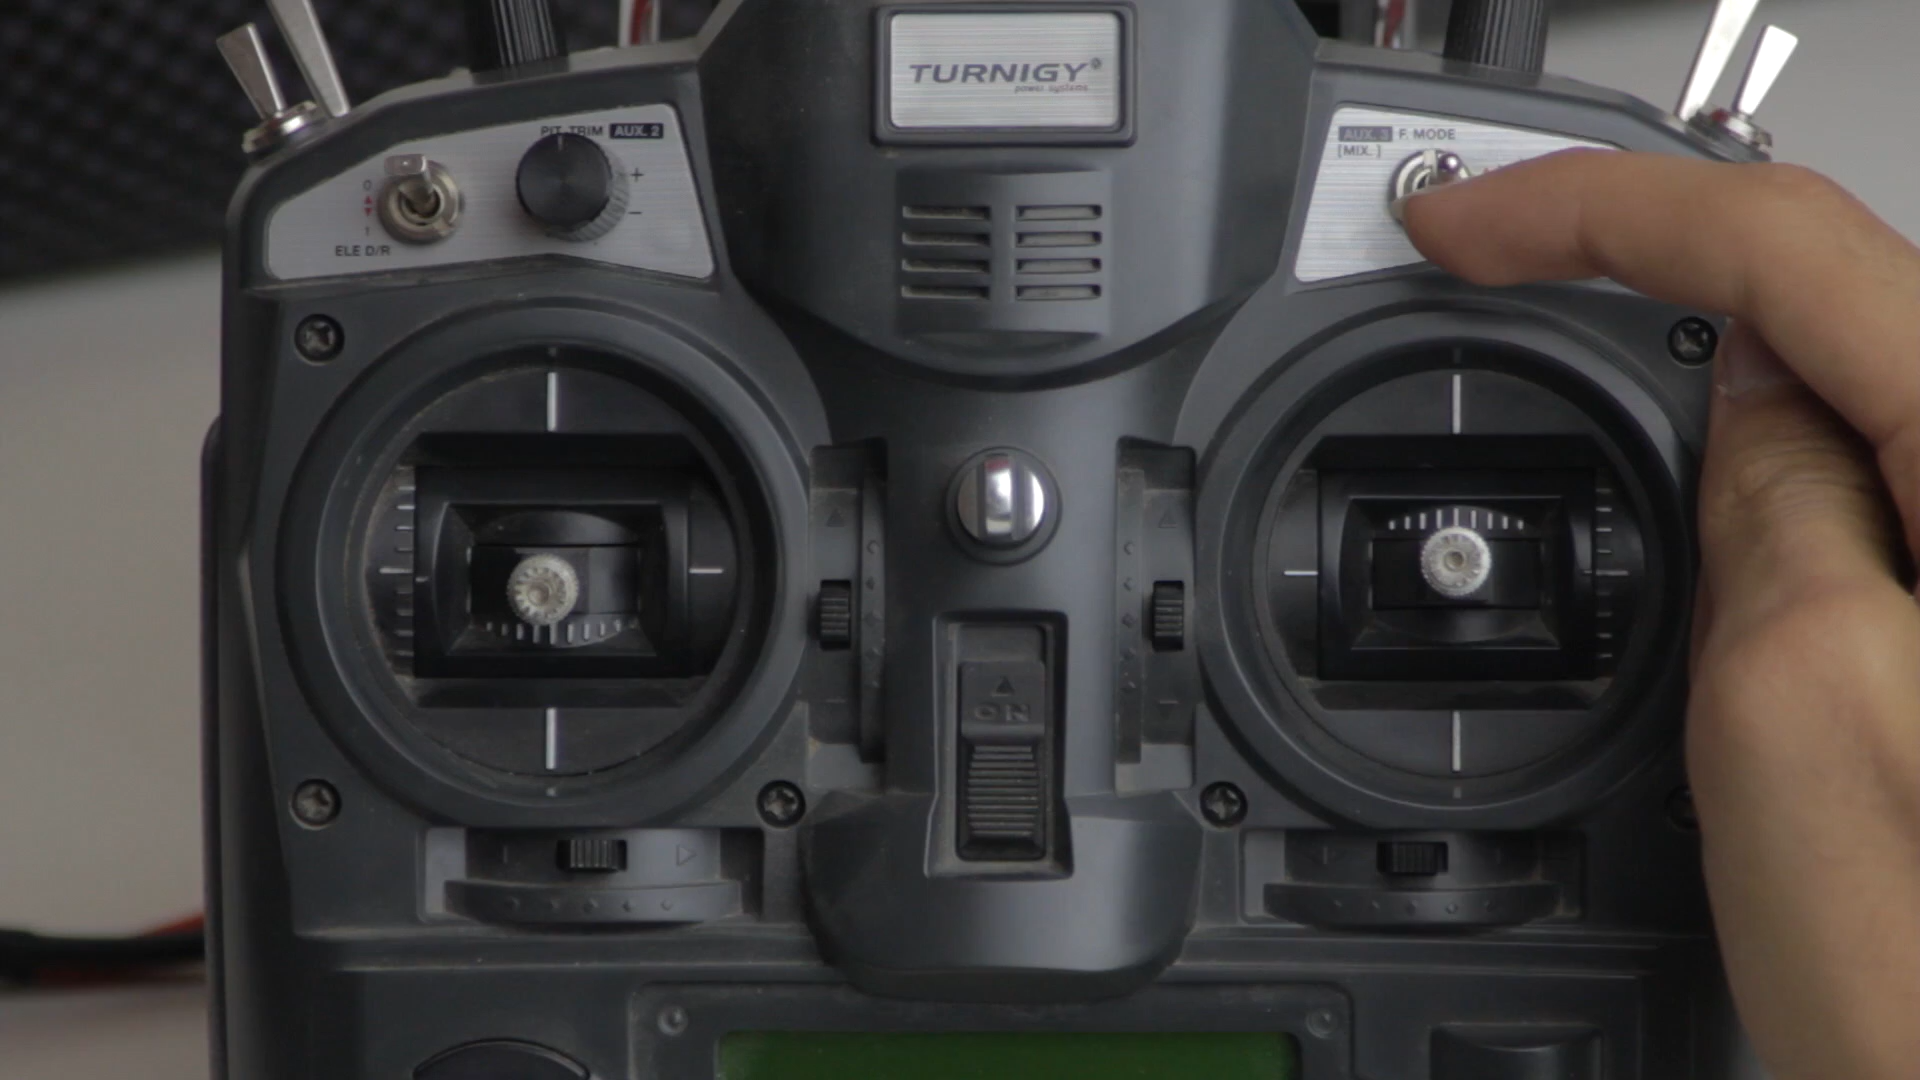 TURNIGY®
power systems
PIT TRIM AUX. 2
+
−
0
1
ELE D/R
AUX. 3 F. MODE
[MIX.]
ON